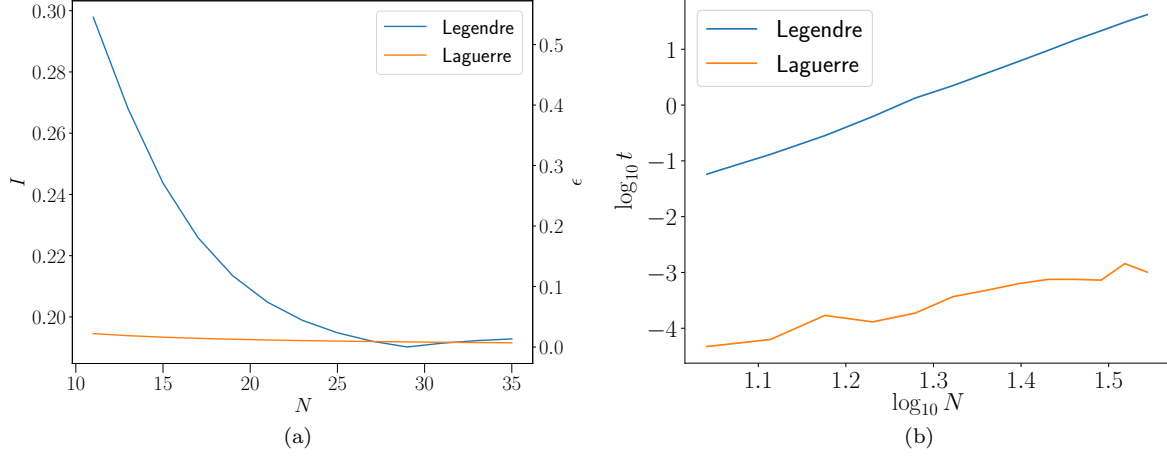 0.30
0.28
0.26
0.24
0.22
0.20
I
0.5
0.4
0.3
0.2
0.1
0.0
ϵ
Legendre
Laguerre
10 15 20 25 30 35
N
(a)
1
0
−1
−2
−3
−4
log₁₀ t
Legendre
Laguerre
1.1 1.2 1.3 1.4 1.5
log₁₀ N
(b)